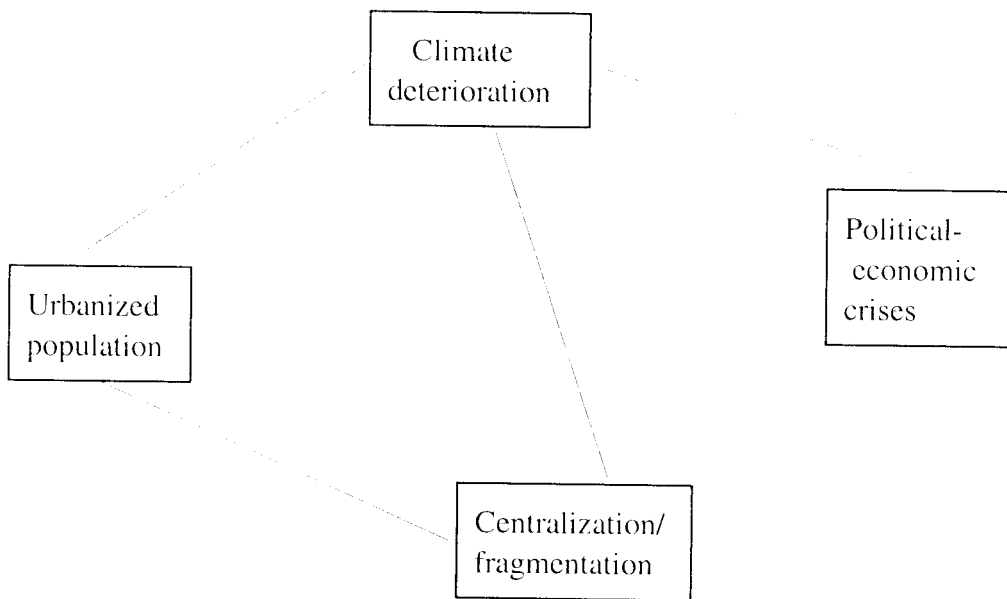 Climate
deterioration
Political-
economic
crises
Urbanized
population
Centralization/
fragmentation